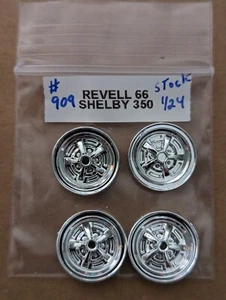 # REVELL 66 STOCK
909 SHELBY 350 1/24